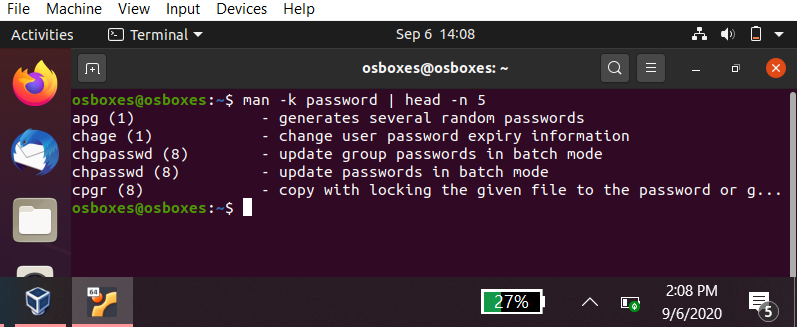 File Machine View Input Devices Help
Activities Terminal Sep 6 14:08
osboxes@osboxes: ~
osboxes@osboxes:~$ man -k password | head -n 5
apg (1) - generates several random passwords
chage (1) - change user password expiry information
chgpasswd (8) - update group passwords in batch mode
chpasswd (8) - update passwords in batch mode
cpgr (8) - copy with locking the given file to the password or g...
osboxes@osboxes:~$
64
27%
2:08 PM
9/6/2020
5